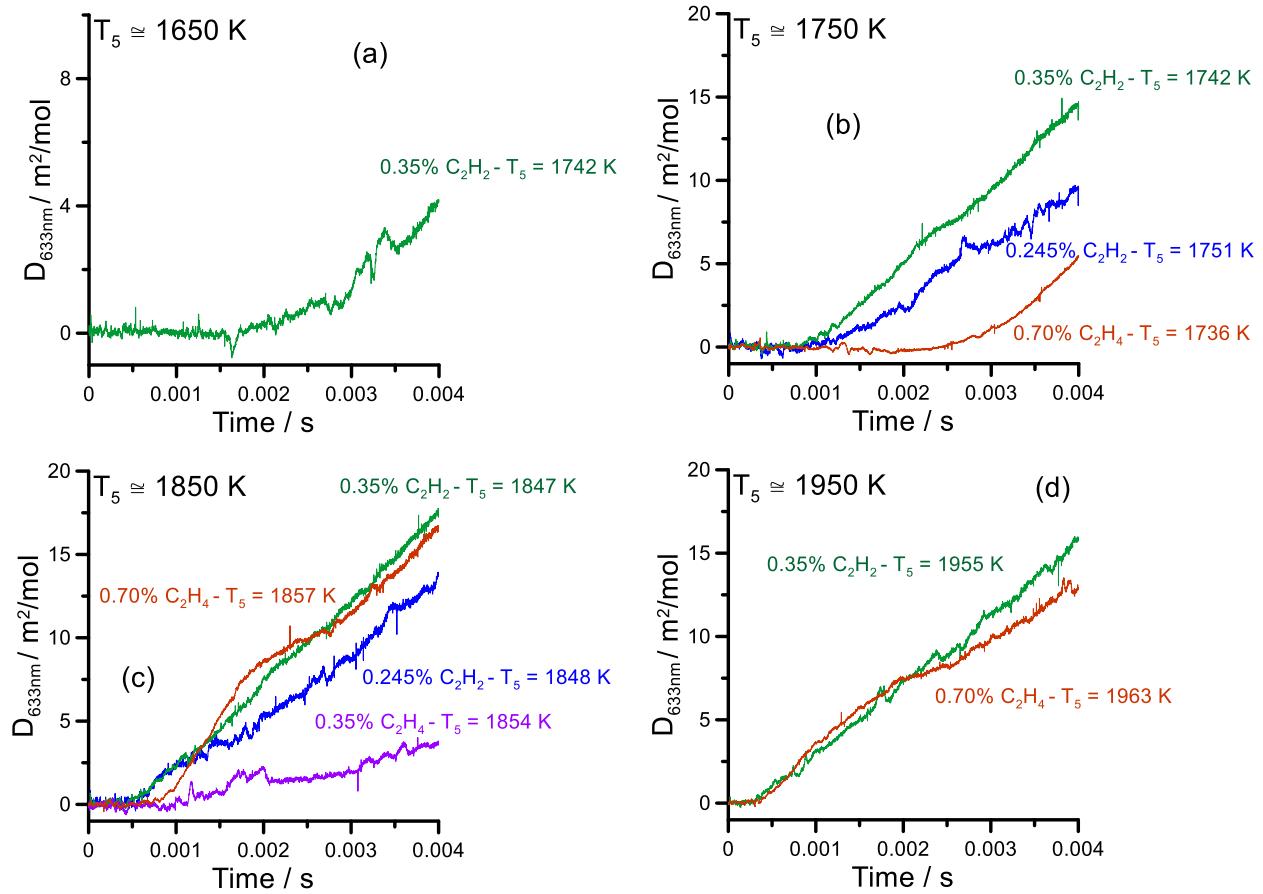 T5 ≅ 1650 K
(a)
0.35% C2H2 - T5 = 1742 K
D633nm / m2/mol
8
4
0
0 0.001 0.002 0.003 0.004
Time / s
T5 ≅ 1750 K
(b)
0.35% C2H2 - T5 = 1742 K
0.245% C2H2 - T5 = 1751 K
0.70% C2H4 - T5 = 1736 K
D633nm / m2/mol
20
15
10
5
0
0 0.001 0.002 0.003 0.004
Time / s
T5 ≅ 1850 K
(c)
0.35% C2H2 - T5 = 1847 K
0.70% C2H4 - T5 = 1857 K
0.245% C2H2 - T5 = 1848 K
0.35% C2H4 - T5 = 1854 K
D633nm / m2/mol
20
15
10
5
0
0 0.001 0.002 0.003 0.004
Time / s
T5 ≅ 1950 K
(d)
0.35% C2H2 - T5 = 1955 K
0.70% C2H4 - T5 = 1963 K
D633nm / m2/mol
20
15
10
5
0
0 0.001 0.002 0.003 0.004
Time / s